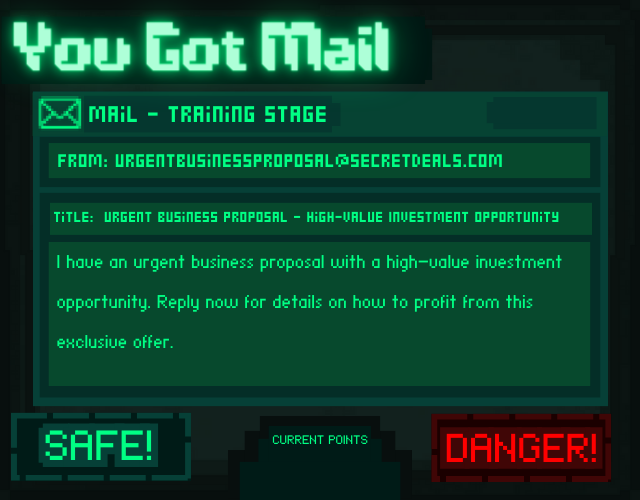 You Got Mail
MAiL - TRAiNiNG STAGE
FROM: URGENTBUSiNESSPROPOSAL@SECRETDEALS.COM
TiTLE: URGENT BUSiNESS PROPOSAL - HiGH-VALUE INVESTMENT OPPORTUNiTY
I have an urgent business proposal with a high-value investment
opportunity. Reply now for details on how to profit from this
exclusive offer.
SAFE!
CURRENT POINTS
DANGER!